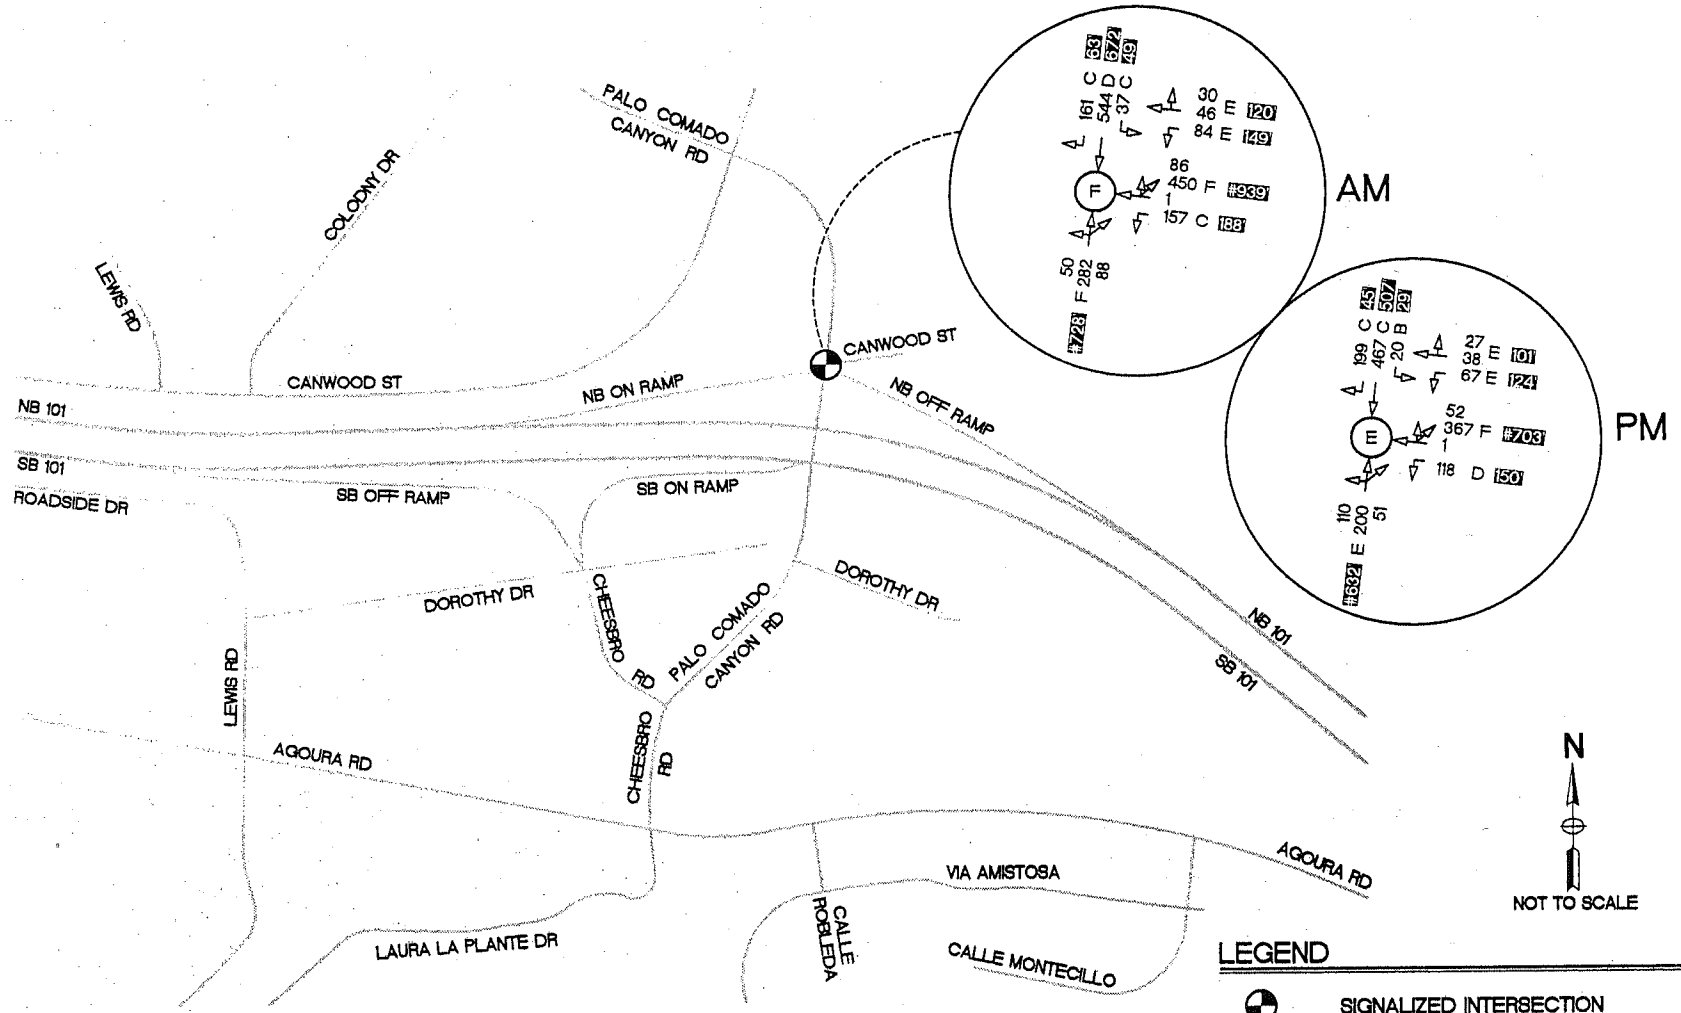 PALO COMADO
CANYON RD
COLODNY DR
LEWIS RD
CANWOOD ST
NB ON RAMP
CANWOOD ST
NB OFF RAMP
NB 101
SB 101
ROADSIDE DR
SB OFF RAMP
SB ON RAMP
DOROTHY DR
CHEESBRO
RD
PALO COMADO
CANYON RD
DOROTHY DR
NB 101
SB 101
LEWIS RD
AGOURA RD
CHEESBRO
RD
AGOURA RD
VIA AMISTOSA
CALLE
ROBLEDA
CALLE MONTECILLO
LAURA LA PLANTE DR
AM
161 C 63'
544 D 672'
37 C 49'
30
46 E 120'
84 E 149'
86
450 F #939'
1
157 C 188'
F
50
#728' F 282
88
PM
199 C 45'
467 C 507'
20 B 29'
27
38 E 101'
67 E 124'
52
367 F #703'
1
118 D 150'
E
110
#632' E 200
51
N
NOT TO SCALE
LEGEND
SIGNALIZED INTERSECTION